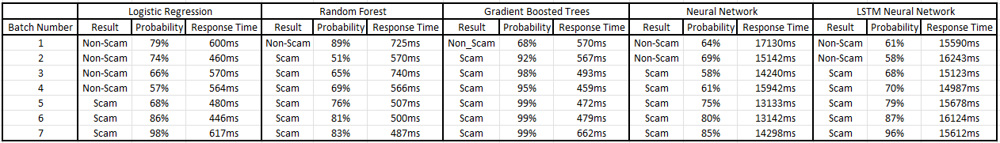 Logistic Regression Random Forest Gradient Boosted Trees Neural Network LSTM Neural Network
Batch Number Result Probability Response Time Result Probability Response Time Result Probability Response Time Result Probability Response Time Result Probability Response Time
1 Non-Scam 79% 600ms Non-Scam 89% 725ms Non_Scam 68% 570ms Non-Scam 64% 17130ms Non-Scam 61% 15590ms
2 Non-Scam 74% 460ms Scam 51% 570ms Scam 92% 567ms Non-Scam 69% 15142ms Non-Scam 58% 16243ms
3 Non-Scam 66% 570ms Scam 65% 740ms Scam 98% 493ms Scam 58% 14240ms Scam 68% 15123ms
4 Non-Scam 57% 564ms Scam 69% 566ms Scam 95% 459ms Scam 61% 15942ms Scam 70% 14987ms
5 Scam 68% 480ms Scam 76% 507ms Scam 99% 472ms Scam 75% 13133ms Scam 79% 15678ms
6 Scam 86% 446ms Scam 81% 500ms Scam 99% 479ms Scam 80% 13142ms Scam 87% 16124ms
7 Scam 98% 617ms Scam 83% 487ms Scam 99% 662ms Scam 85% 14298ms Scam 96% 15612ms